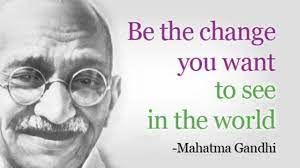 Be the change
you want
to see
in the world
-Mahatma Gandhi